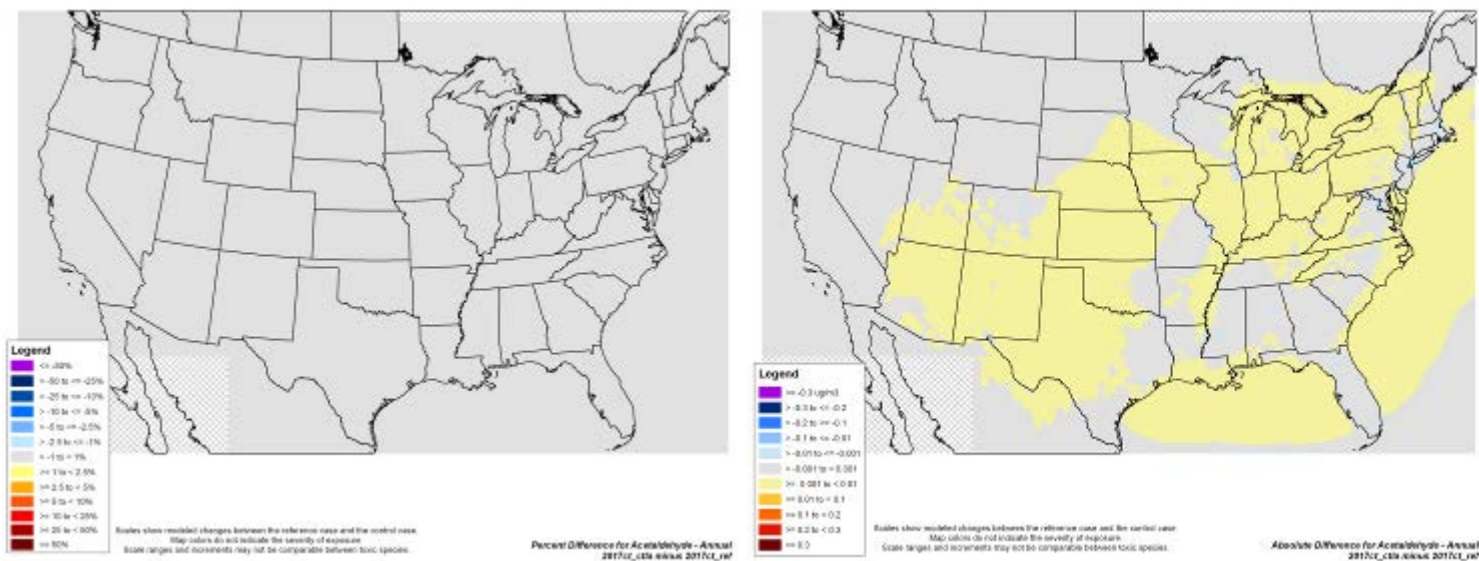 Legend
<= -50%
> -50 to <= -25%
> -25 to <= -10%
> -10 to <= -5%
> -5 to <= -2.5%
> -2.5 to <= -1%
> -1 to < 1%
>= 1 to < 2.5%
>= 2.5 to < 5%
>= 5 to < 10%
>= 10 to < 25%
>= 25 to < 50%
>= 50%
Scales show modeled changes between the reference case and the control case.
Map colors do not indicate the severity of exposure.
Scale ranges and increments may not be comparable between toxic species.
Percent Difference for Acetaldehyde - Annual
2017ct_ctla minus 2017ct_ref
Legend
<= -0.3 ug/m3
> -0.3 to <= -0.2
> -0.2 to <= -0.1
> -0.1 to <= -0.01
> -0.01 to <= -0.001
> -0.001 to < 0.001
>= 0.001 to < 0.01
>= 0.01 to < 0.1
>= 0.1 to < 0.2
>= 0.2 to < 0.3
>= 0.3
Scales show modeled changes between the reference case and the control case.
Map colors do not indicate the severity of exposure.
Scale ranges and increments may not be comparable between toxic species.
Absolute Difference for Acetaldehyde - Annual
2017ct_ctla minus 2017ct_ref